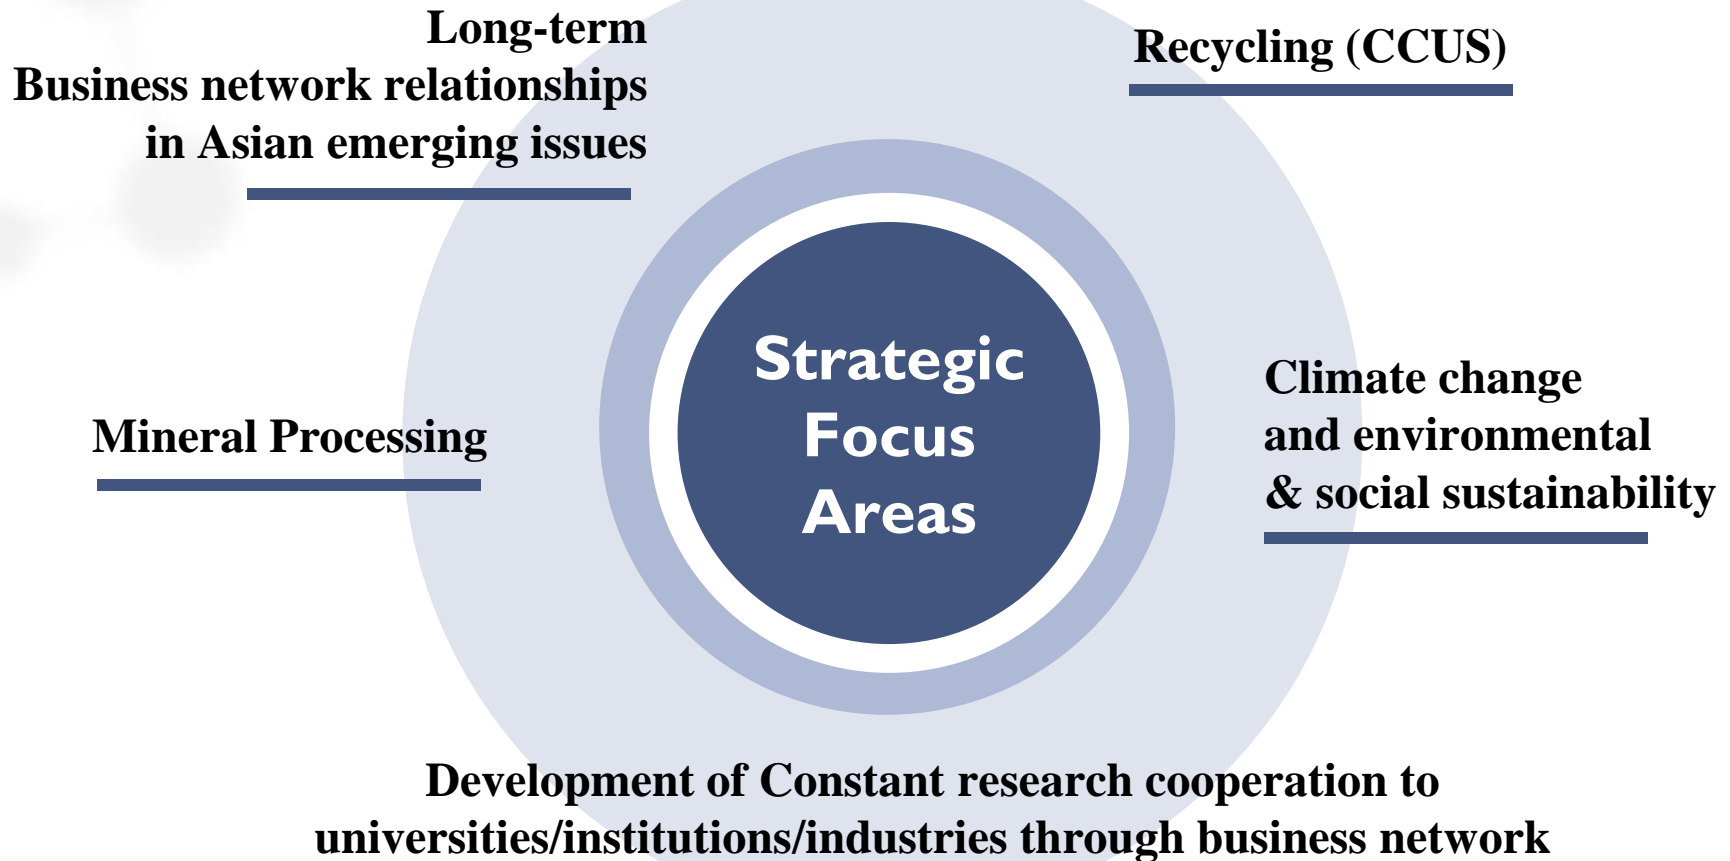 Long-term
Business network relationships
in Asian emerging issues
Recycling (CCUS)
Strategic
Focus
Areas
Mineral Processing
Climate change
and environmental
& social sustainability
Development of Constant research cooperation to
universities/institutions/industries through business network